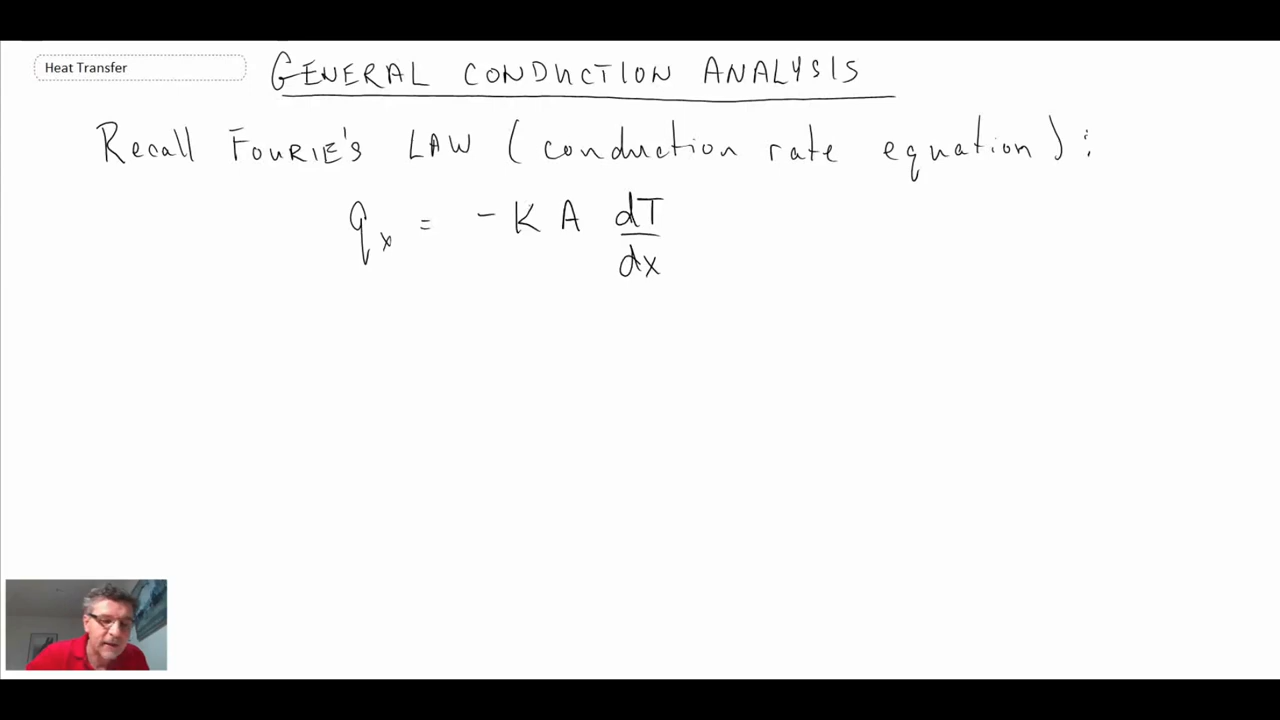 Heat Transfer
GENERAL CONDUCTION ANALYSIS
Recall FOURIE'S LAW (conduction rate equation):
qx = - K A dT
dx